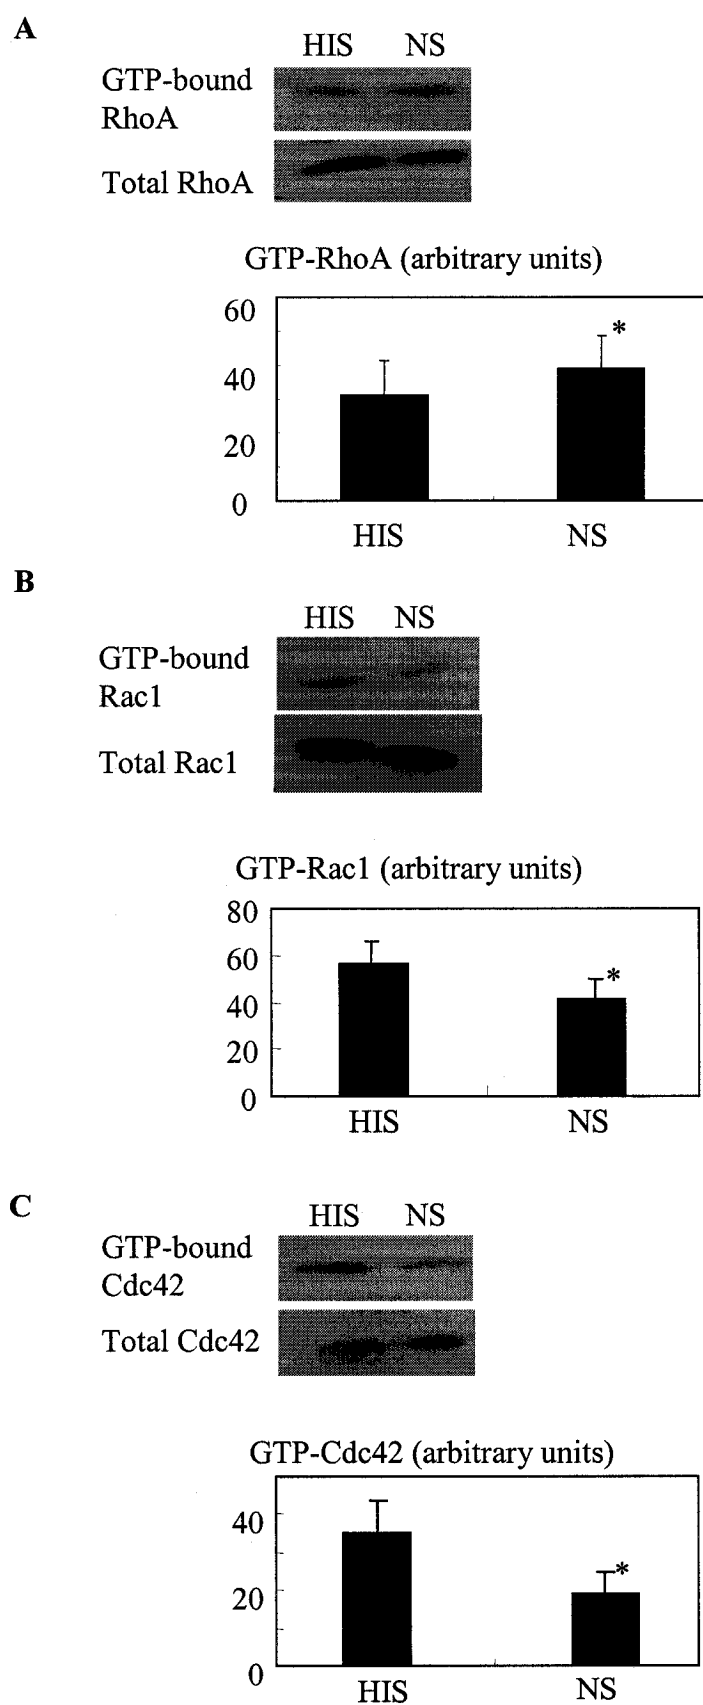 A
HIS NS
GTP-bound
RhoA
Total RhoA
GTP-RhoA (arbitrary units)
60
*
40
20
0
HIS NS
B
HIS NS
GTP-bound
Rac1
Total Rac1
GTP-Rac1 (arbitrary units)
80
60
*
40
20
0
HIS NS
C
HIS NS
GTP-bound
Cdc42
Total Cdc42
GTP-Cdc42 (arbitrary units)
40
*
20
0
HIS NS